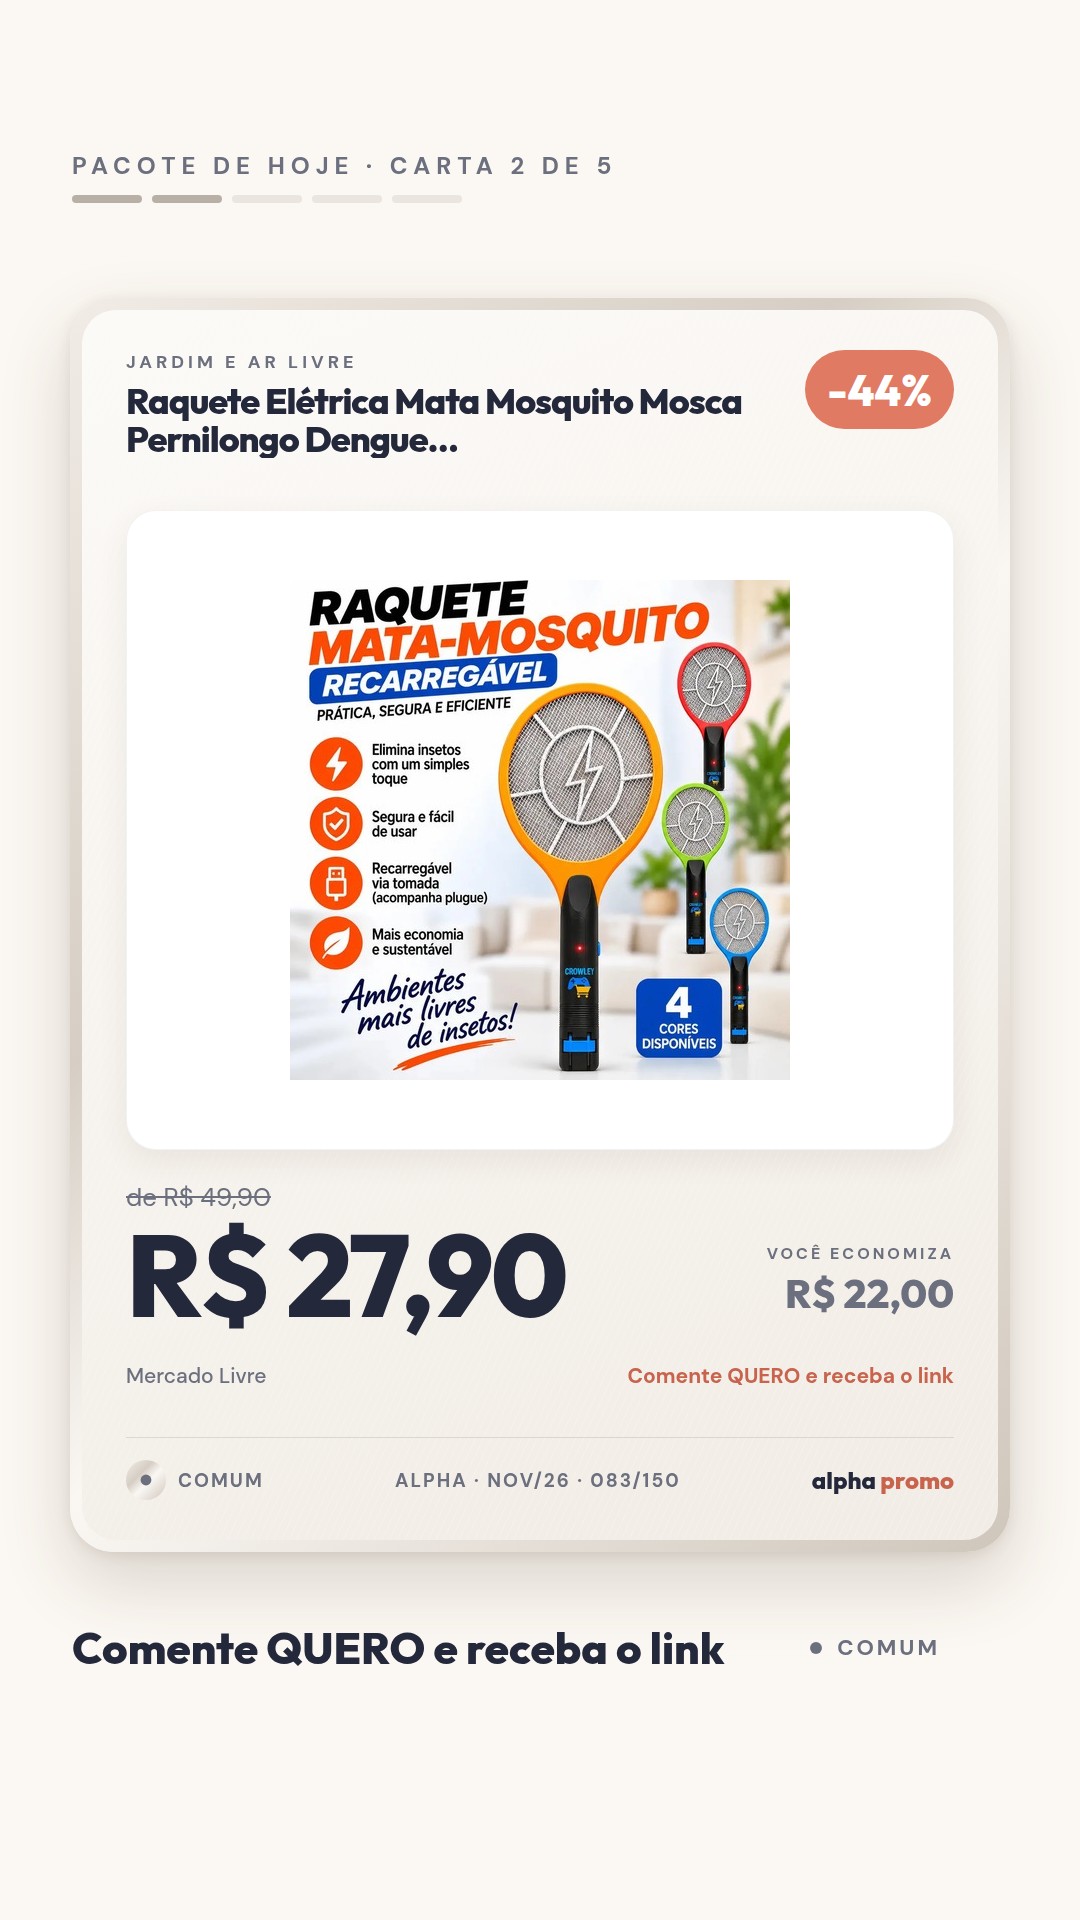 PACOTE DE HOJE · CARTA 2 DE 5
JARDIM E AR LIVRE
Raquete Elétrica Mata Mosquito Mosca
Pernilongo Dengue...
-44%
RAQUETE
MATA-MOSQUITO
RECARREGÁVEL
PRÁTICA, SEGURA E EFICIENTE
Elimina insetos
com um simples
toque
Segura e fácil
de usar
Recarregável
via tomada
(acompanha plugue)
Mais economia
e sustentável
Ambientes
mais livres
de insetos!
CROWLEY
4
CORES
DISPONÍVEIS
de R$ 49,90
R$ 27,90
VOCÊ ECONOMIZA
R$ 22,00
Mercado Livre
Comente QUERO e receba o link
COMUM
ALPHA · NOV/26 · 083/150
alpha promo
Comente QUERO e receba o link
COMUM